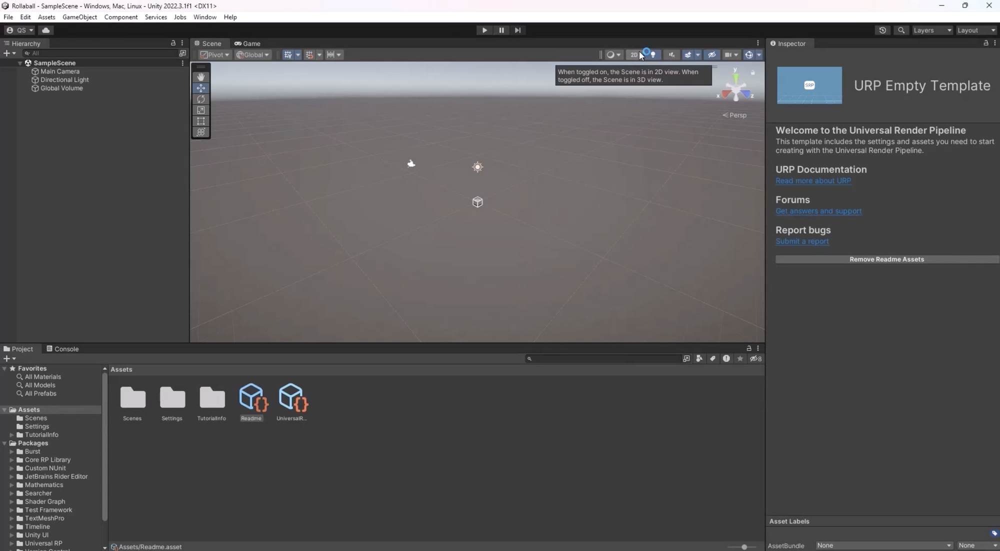 Rollaball - SampleScene - Windows, Mac, Linux - Unity 2022.3.1f1 <DX11>
File Edit Assets GameObject Component Services Jobs Window Help
QS
Layers Layout
Hierarchy
All
SampleScene
Main Camera
Directional Light
Global Volume
Scene Game
Pivot Global 2D
When toggled on, the Scene is in 2D view. When
toggled off, the Scene is in 3D view.
y
x z
Persp
Inspector
SRP
URP Empty Template
Welcome to the Universal Render Pipeline
This template includes the settings and assets you need to start
creating with the Universal Render Pipeline.
URP Documentation
Read more about URP
Forums
Get answers and support
Report bugs
Submit a report
Remove Readme Assets
Project Console
8
Favorites
All Materials
All Models
All Prefabs
Assets
Scenes
Settings
TutorialInfo
Packages
Burst
Core RP Library
Custom NUnit
JetBrains Rider Editor
Mathematics
Searcher
Shader Graph
Test Framework
TextMeshPro
Timeline
Unity UI
Universal RP
Assets
Scenes Settings TutorialInfo Readme UniversalR...
Assets/Readme.asset
Asset Labels
AssetBundle None None